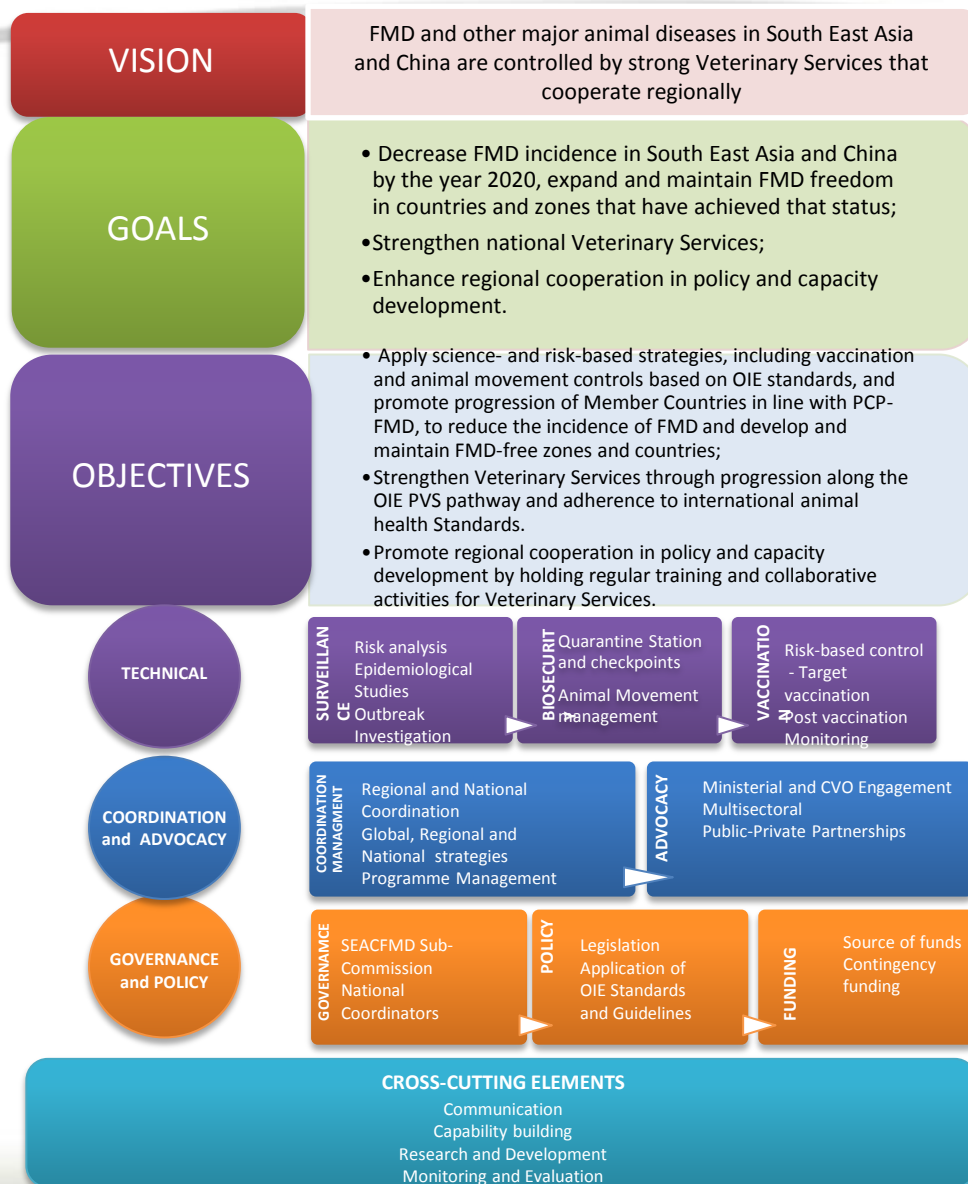 VISION
FMD and other major animal diseases in South East Asia
and China are controlled by strong Veterinary Services that
cooperate regionally
GOALS
• Decrease FMD incidence in South East Asia and China
by the year 2020, expand and maintain FMD freedom
in countries and zones that have achieved that status;
•Strengthen national Veterinary Services;
•Enhance regional cooperation in policy and capacity
development.
OBJECTIVES
• Apply science- and risk-based strategies, including vaccination
and animal movement controls based on OIE standards, and
promote progression of Member Countries in line with PCP-
FMD, to reduce the incidence of FMD and develop and
maintain FMD-free zones and countries;
•Strengthen Veterinary Services through progression along the
OIE PVS pathway and adherence to international animal
health Standards.
•Promote regional cooperation in policy and capacity
development by holding regular training and collaborative
activities for Veterinary Services.
TECHNICAL
SURVEILLAN
CE
Risk analysis
Epidemiological
Studies
Outbreak
Investigation
BIOSECURIT
Y
Quarantine Station
and checkpoints
Animal Movement
management
VACCINATIO
N
Risk-based control
- Target
vaccination
Post vaccination
Monitoring
COORDINATION
and ADVOCACY
COORDINATION
MANAGMENT
Regional and National
Coordination
Global, Regional and
National strategies
Programme Management
ADVOCACY
Ministerial and CVO Engagement
Multisectoral
Public-Private Partnerships
GOVERNANCE
and POLICY
GOVERNAMCE
SEACFMD Sub-
Commission
National
Coordinators
POLICY
Legislation
Application of
OIE Standards
and Guidelines
FUNDING
Source of funds
Contingency
funding
CROSS-CUTTING ELEMENTS
Communication
Capability building
Research and Development
Monitoring and Evaluation